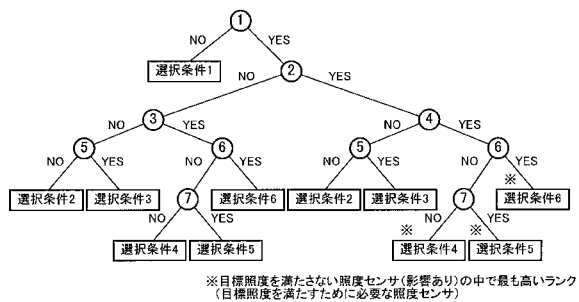 ①
NO YES
選択条件1
②
NO YES
③ ④
NO YES NO YES
⑤ ⑥ ⑤ ⑥
NO YES NO YES NO YES NO YES
※
選択条件2 選択条件3 ⑦ 選択条件6 選択条件2 選択条件3 ⑦ 選択条件6
NO YES ※ NO ※ YES
選択条件4 選択条件5 選択条件4 選択条件5
※目標照度を満たさない照度センサ(影響あり)の中で最も高いランク
(目標照度を満たすために必要な照度センサ)